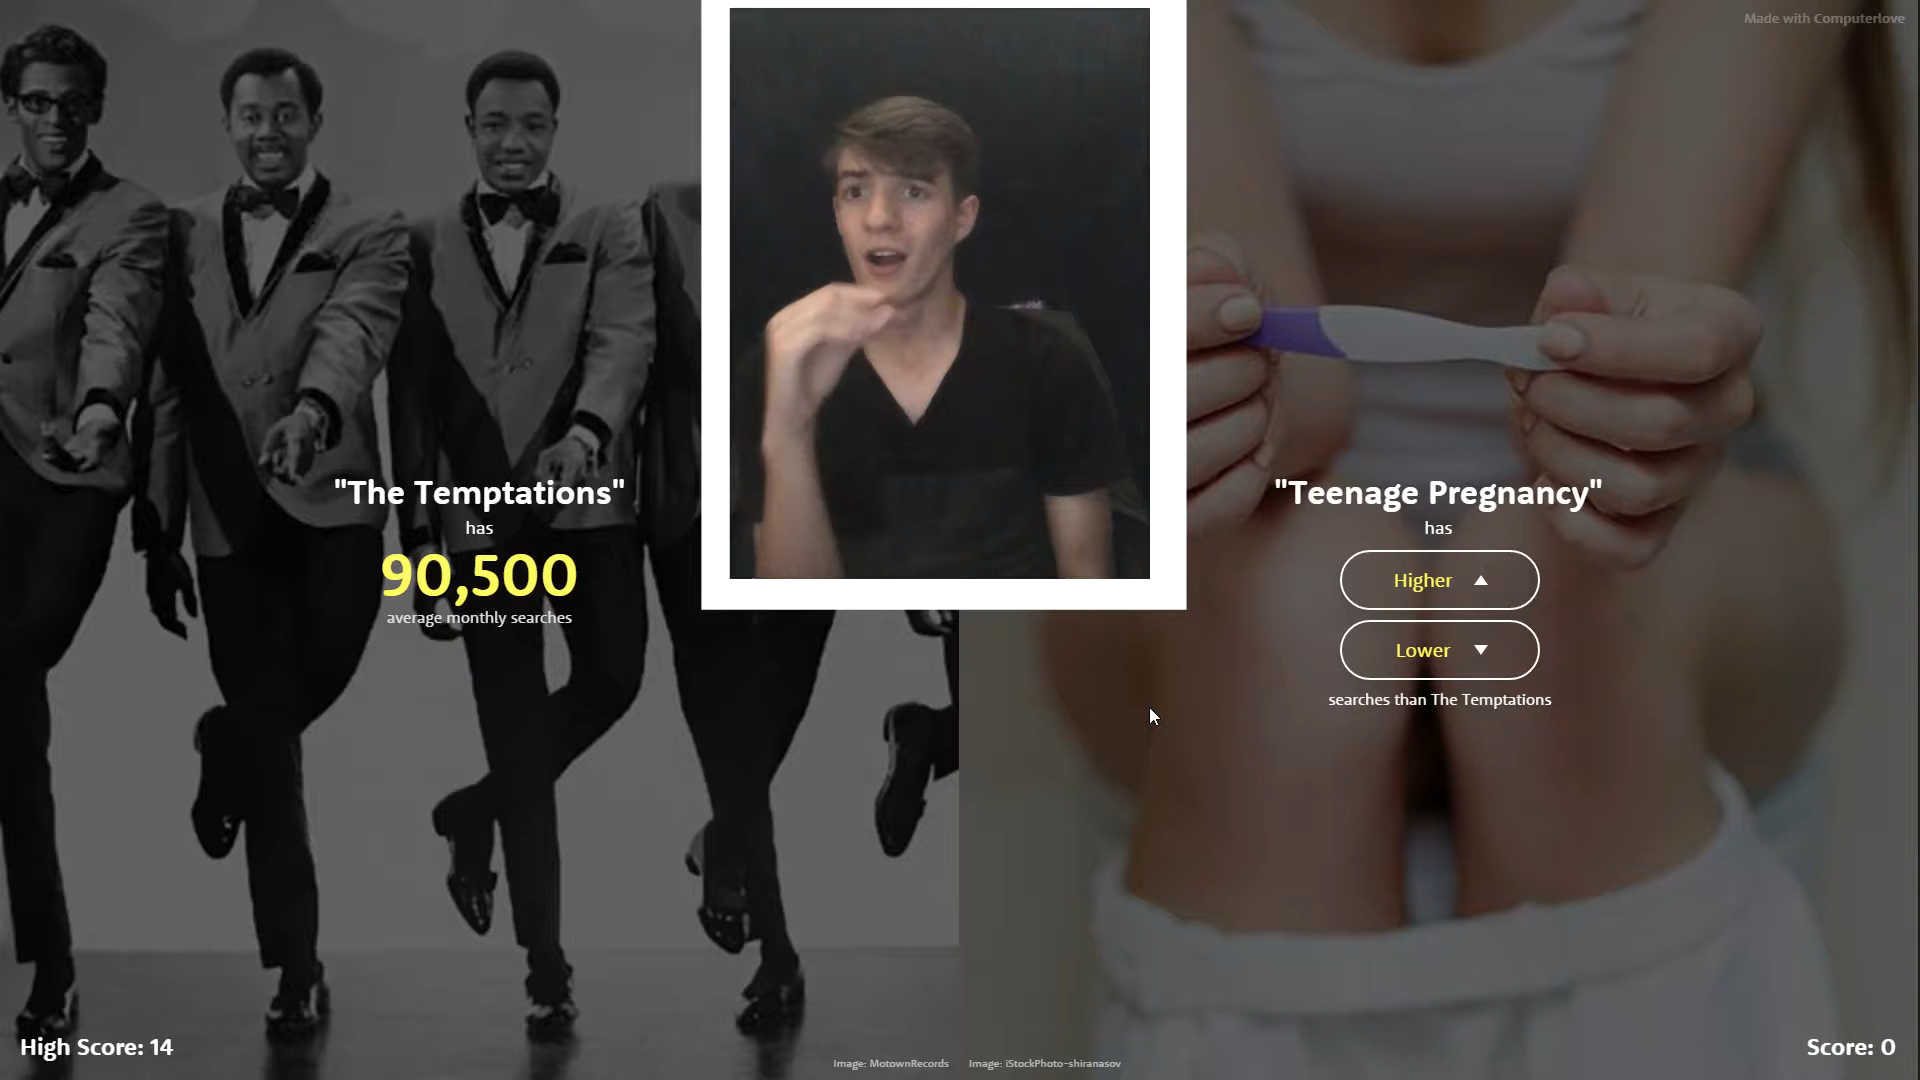 Made with Computerlove
"The Temptations"
has
90,500
average monthly searches
"Teenage Pregnancy"
has
Higher
Lower
searches than The Temptations
High Score: 14
Image: MotownRecords
Image: iStockPhoto-shiranasov
Score: 0